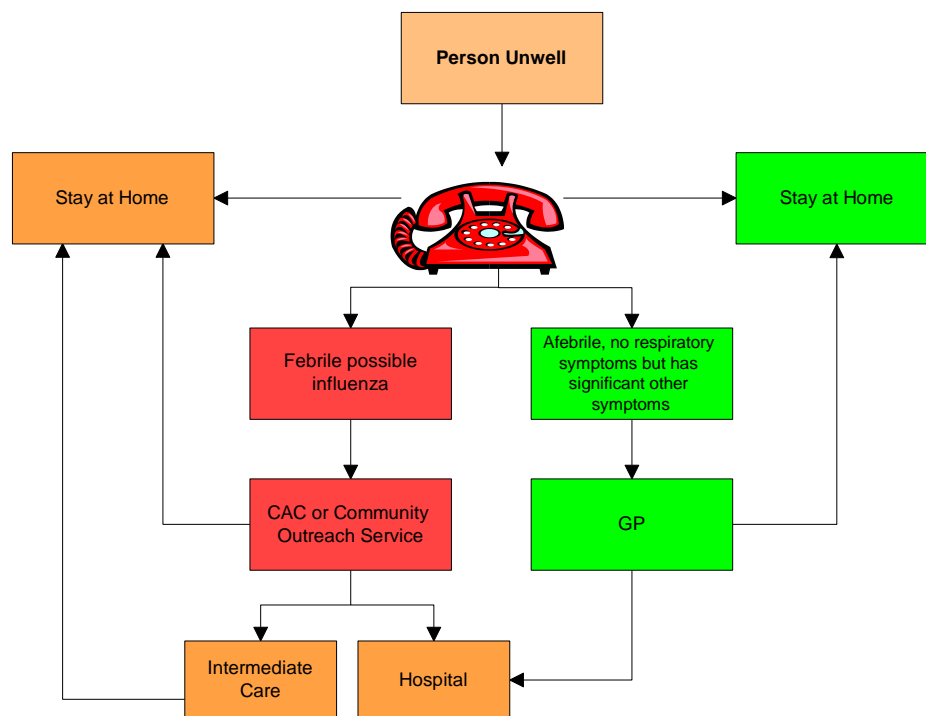 Person Unwell
Stay at Home
Stay at Home
Febrile possible
influenza
Afebrile, no respiratory
symptoms but has
significant other
symptoms
CAC or Community
Outreach Service
GP
Intermediate
Care
Hospital